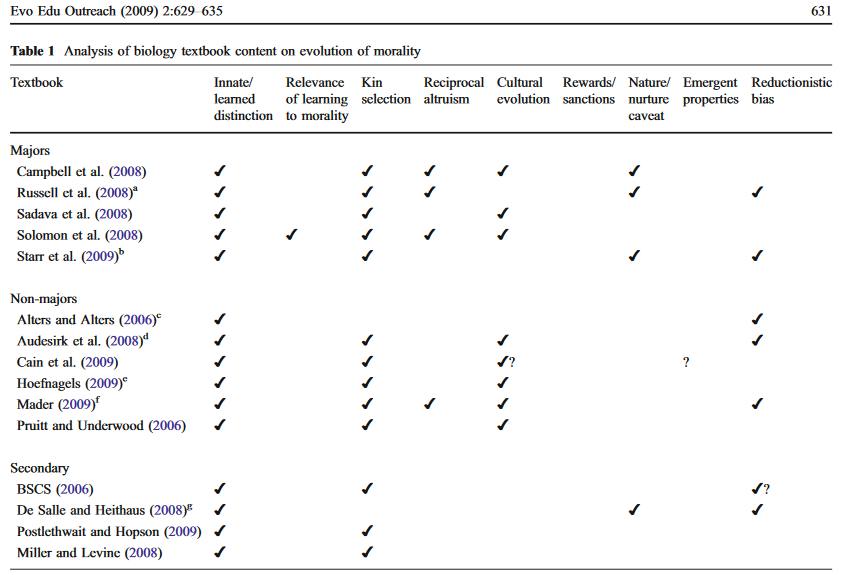 Evo Edu Outreach (2009) 2:629–635 631
Table 1 Analysis of biology textbook content on evolution of morality
Textbook Innate/ learned distinction Relevance of learning to morality Kin selection Reciprocal altruism Cultural evolution Rewards/ sanctions Nature/ nurture caveat Emergent properties Reductionistic bias
Majors
Campbell et al. (2008) ✓ ✓ ✓ ✓ ✓
Russell et al. (2008)a ✓ ✓ ✓ ✓ ✓
Sadava et al. (2008) ✓ ✓ ✓
Solomon et al. (2008) ✓ ✓ ✓ ✓ ✓
Starr et al. (2009)b ✓ ✓ ✓ ✓
Non-majors
Alters and Alters (2006)c ✓ ✓
Audesirk et al. (2008)d ✓ ✓ ✓ ✓
Cain et al. (2009) ✓ ✓ ✓? ?
Hoefnagels (2009)e ✓ ✓ ✓
Mader (2009)f ✓ ✓ ✓ ✓ ✓
Pruitt and Underwood (2006) ✓ ✓ ✓
Secondary
BSCS (2006) ✓ ✓ ✓?
De Salle and Heithaus (2008)g ✓ ✓ ✓
Postlethwait and Hopson (2009) ✓ ✓
Miller and Levine (2008) ✓ ✓